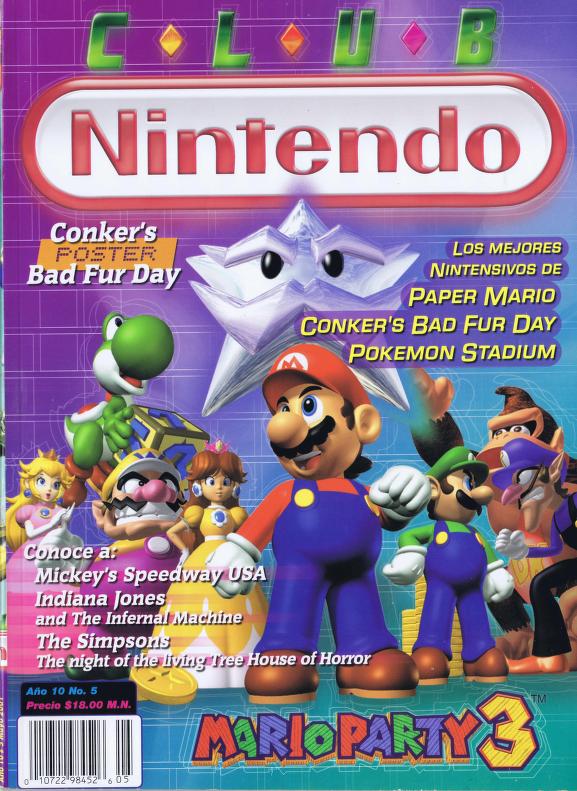 CLUB
Nintendo
Conker's
POSTER
Bad Fur Day
LOS MEJORES
NINTENSIVOS DE
PAPER MARIO
CONKER'S BAD FUR DAY
POKEMON STADIUM
M
Conoce a:
Mickey's Speedway USA
Indiana Jones
and The Infernal Machine
The Simpsons
The night of the living Tree House of Horror
Año 10 No. 5
Precio $18.00 M.N.
0 10722 98452 6 05
MARIO PARTY 3 TM